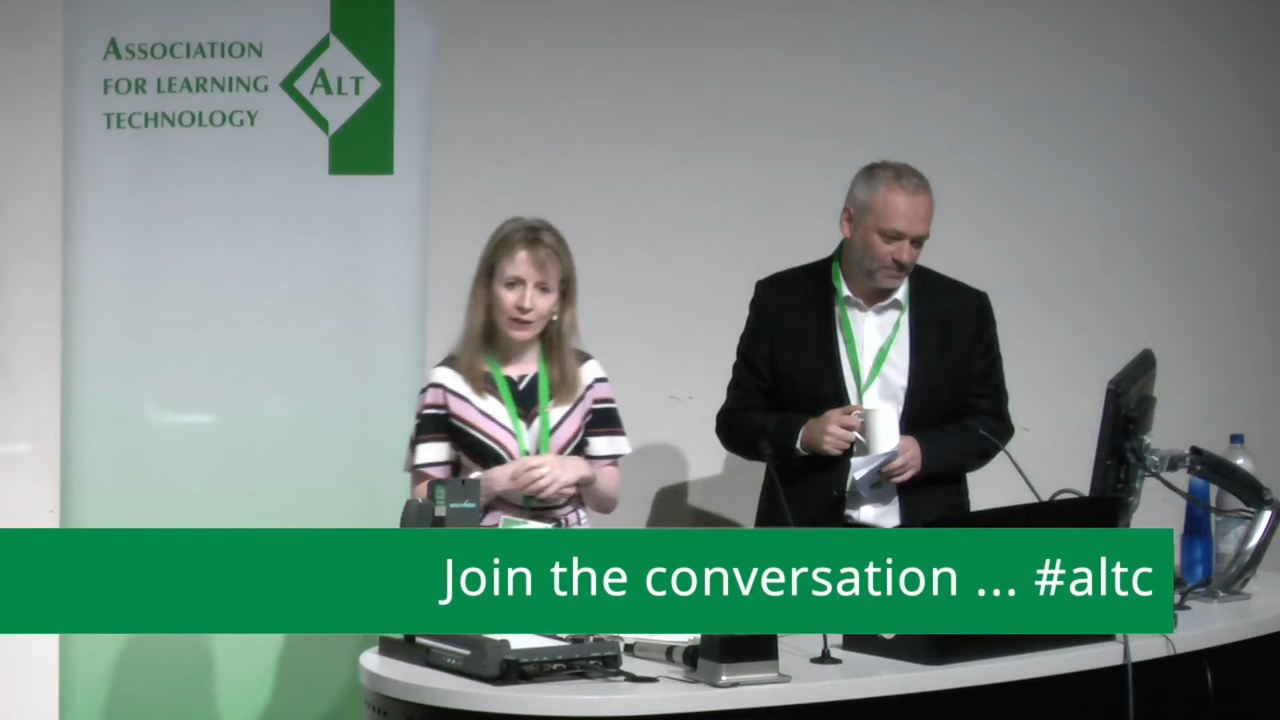 ASSOCIATION
FOR LEARNING
TECHNOLOGY
ALT
Join the conversation ... #altc